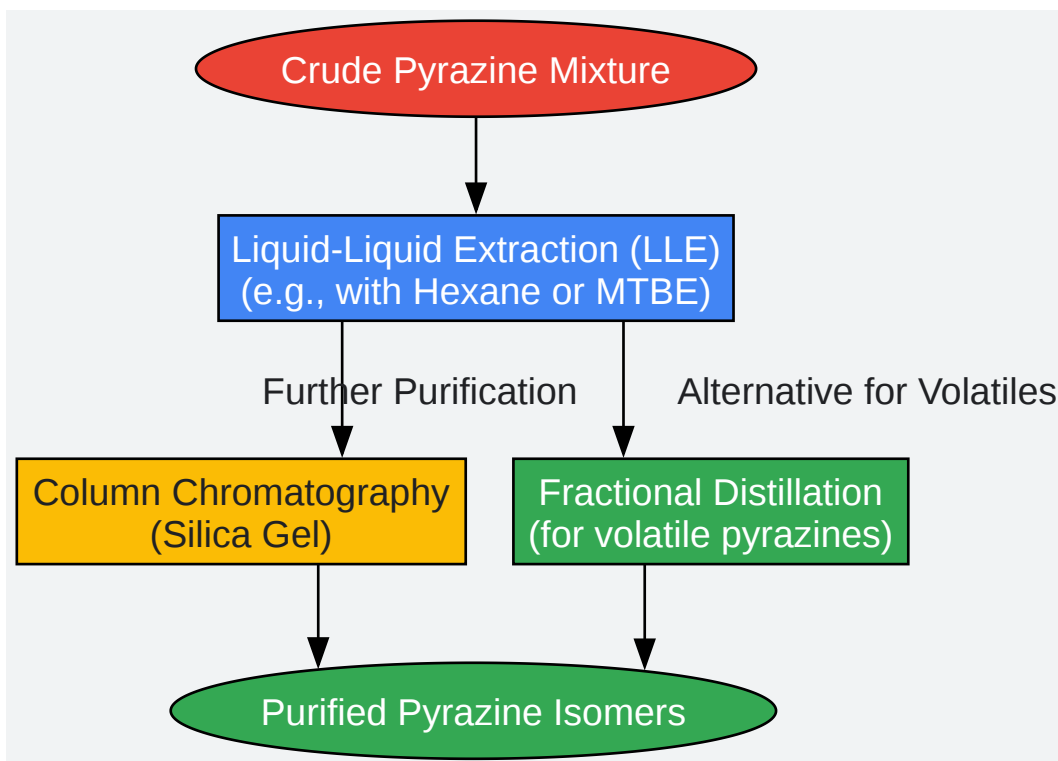 Crude Pyrazine Mixture
Liquid-Liquid Extraction (LLE)
(e.g., with Hexane or MTBE)
Further Purification
Alternative for Volatiles
Column Chromatography
(Silica Gel)
Fractional Distillation
(for volatile pyrazines)
Purified Pyrazine Isomers